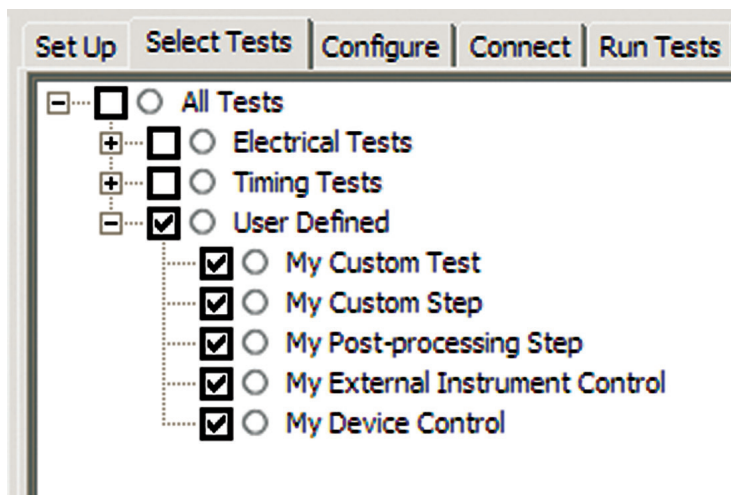 Set Up Select Tests Configure Connect Run Tests
All Tests
Electrical Tests
Timing Tests
User Defined
My Custom Test
My Custom Step
My Post-processing Step
My External Instrument Control
My Device Control